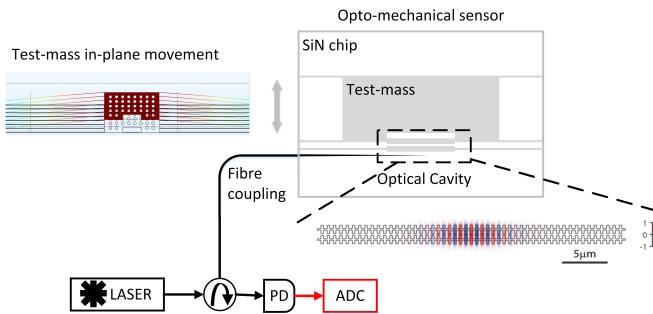 Opto-mechanical sensor
SiN chip
Test-mass in-plane movement
Test-mass
Optical Cavity
Fibre
coupling
1
0
-1
5µm
LASER
PD
ADC